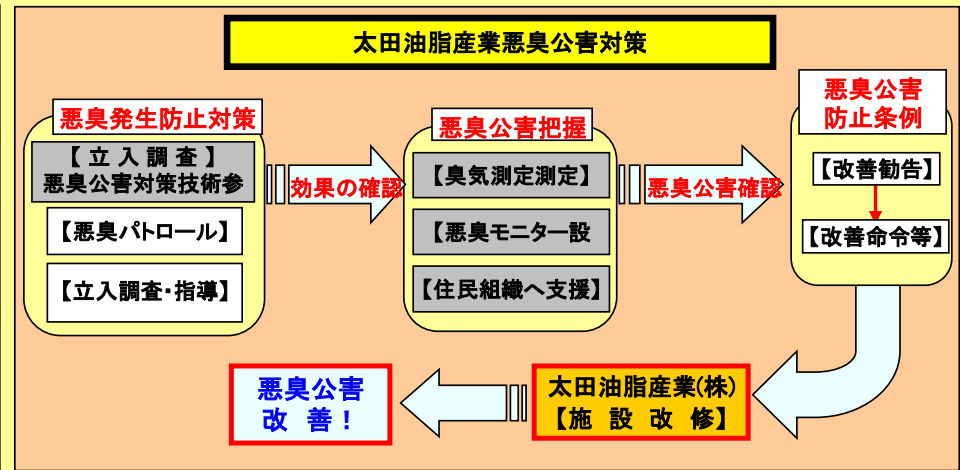 太田油脂産業悪臭公害対策
悪臭発生防止対策
【 立 入 調 査 】
悪臭公害対策技術参
【悪臭パトロール】
【立入調査・指導】
効果の確認
悪臭公害把握
【臭気測定測定】
【悪臭モニター設
【住民組織へ支援】
悪臭公害確認
悪臭公害
防止条例
【改善勧告】
【改善命令等】
太田油脂産業(株)
【施 設 改 修】
悪臭公害
改 善！